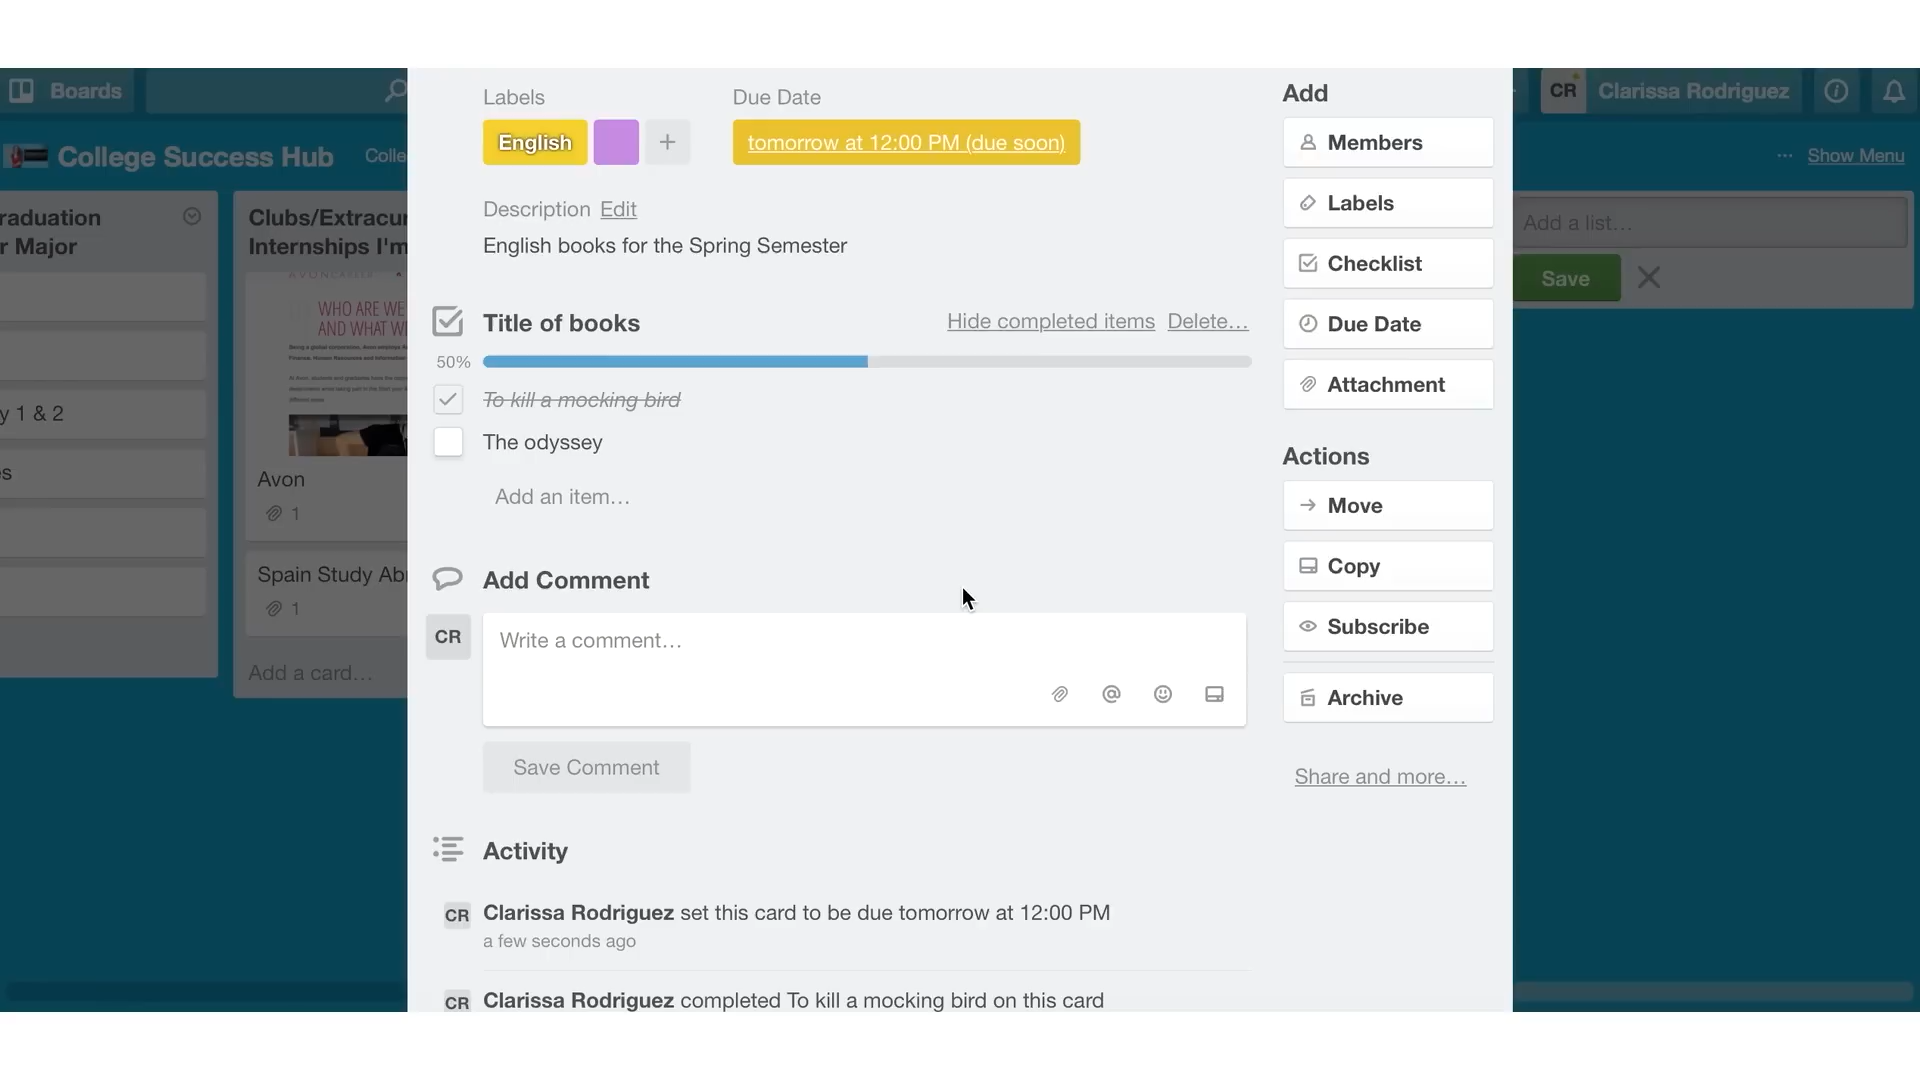 Boards
CR Clarissa Rodriguez
College Success Hub
Colle
... Show Menu
raduation
r Major
y 1 & 2
es
Clubs/Extracur
Internships I'm
WHO ARE WE
AND WHAT W
Avon
1
Spain Study Abr
1
Add a card...
Labels
Due Date
English
+
tomorrow at 12:00 PM (due soon)
Description Edit
English books for the Spring Semester
Title of books
Hide completed items Delete...
50%
To kill a mocking bird
The odyssey
Add an item...
Add Comment
CR
Write a comment...
@
Save Comment
Activity
CR Clarissa Rodriguez set this card to be due tomorrow at 12:00 PM
a few seconds ago
CR Clarissa Rodriguez completed To kill a mocking bird on this card
Add
Members
Labels
Checklist
Due Date
Attachment
Actions
Move
Copy
Subscribe
Archive
Share and more...
Add a list...
Save